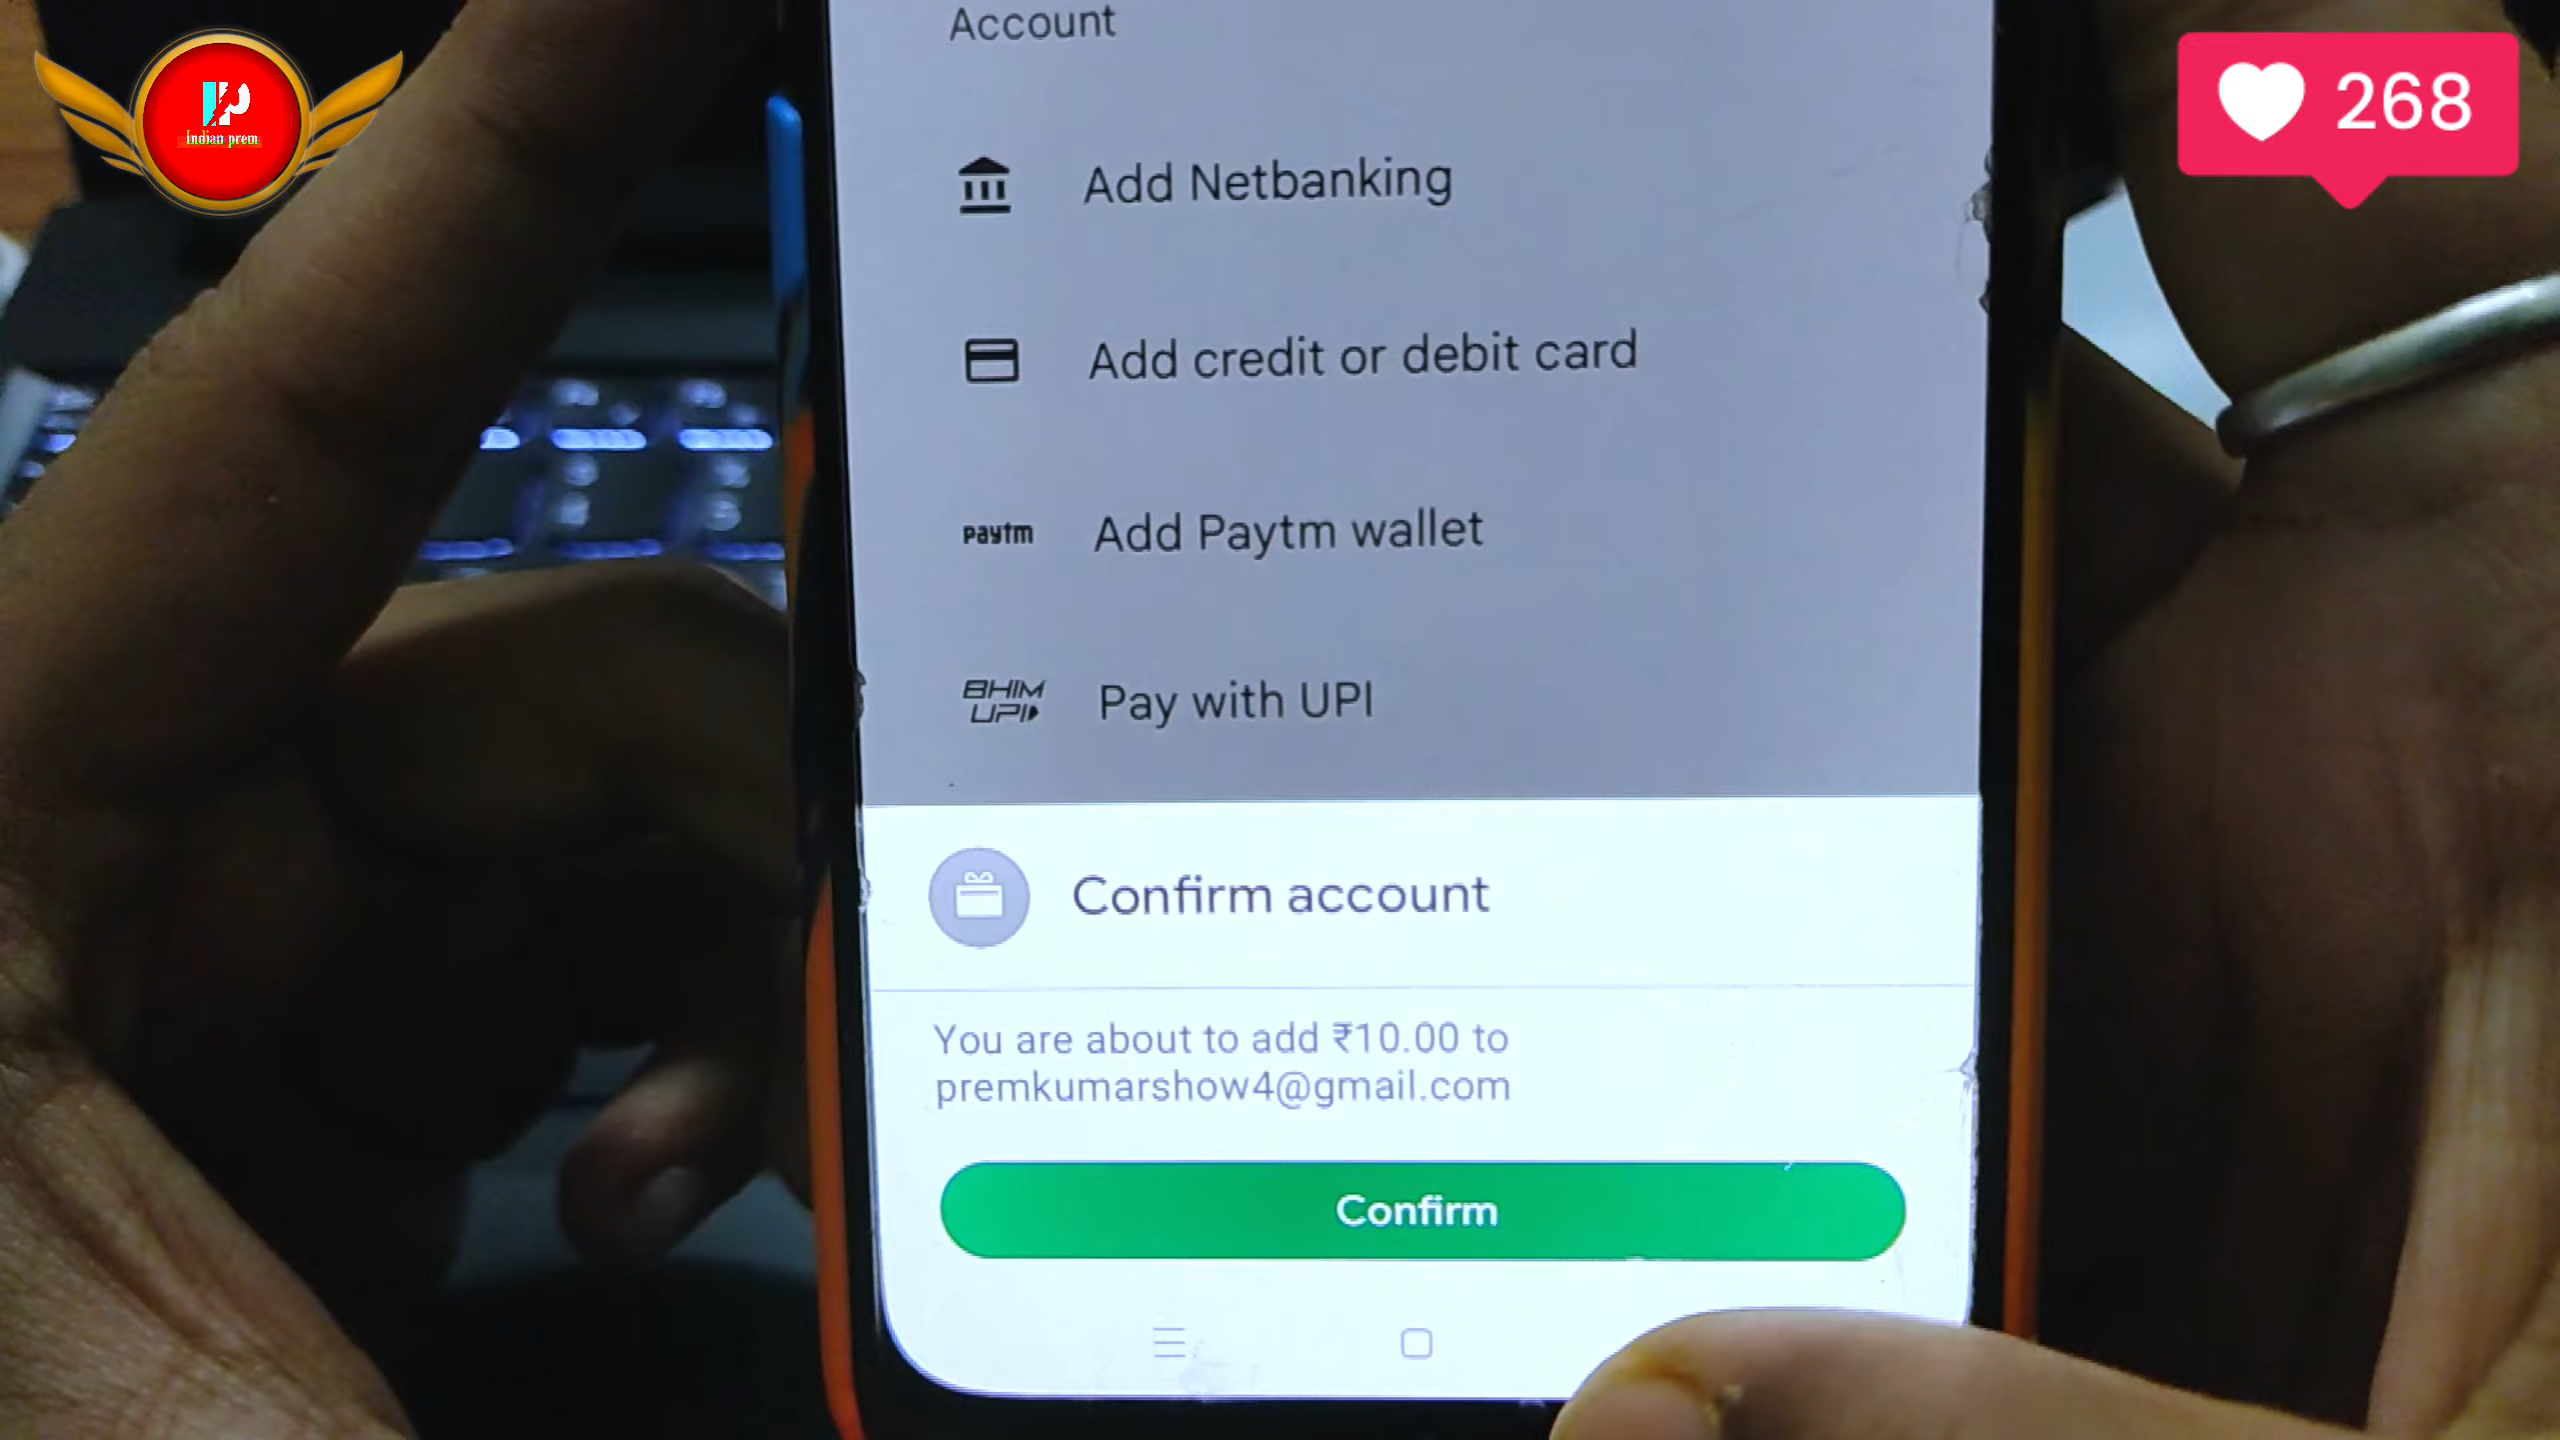 IP
Indian prem
268
Account
Add Netbanking
Add credit or debit card
paytm
Add Paytm wallet
BHIM
UPI
Pay with UPI
Confirm account
You are about to add ₹10.00 to
premkumarshow4@gmail.com
Confirm